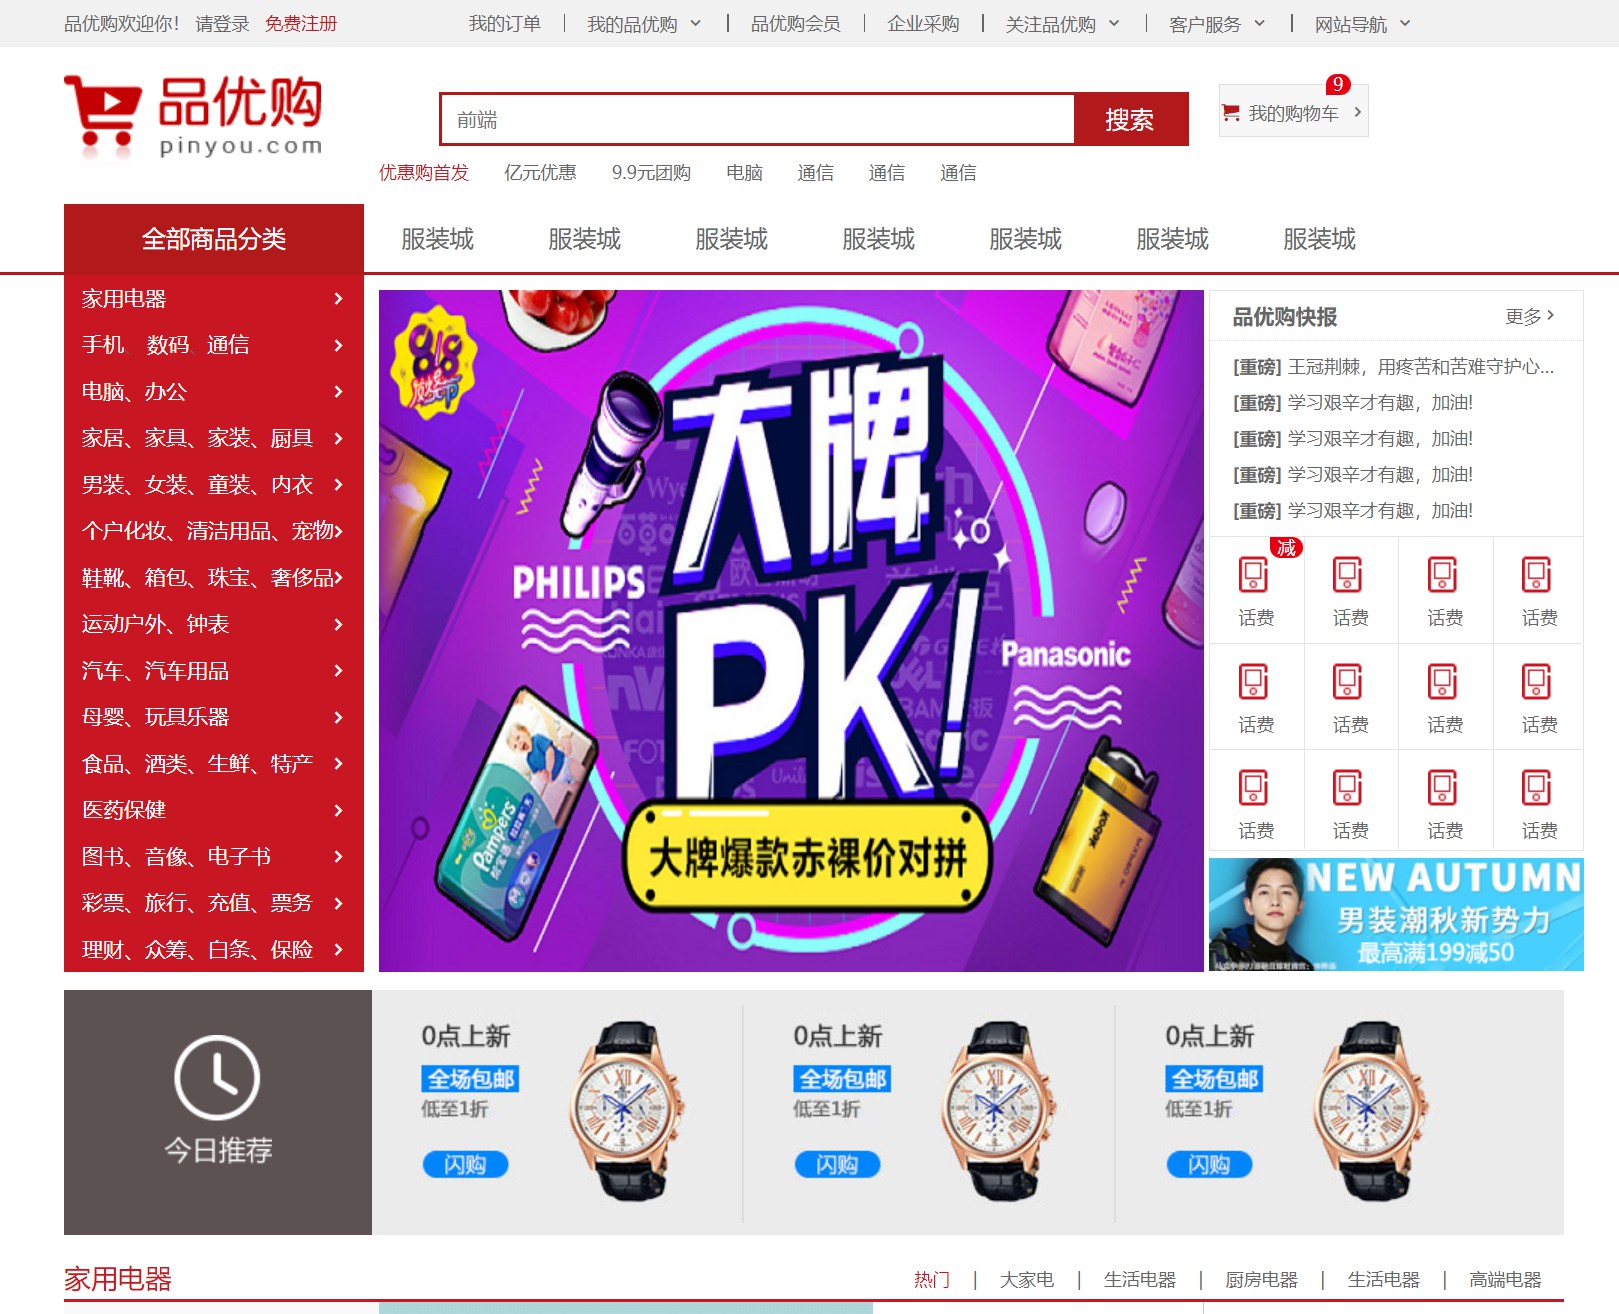 品优购欢迎你! 请登录 免费注册
我的订单 我的品优购 品优购会员 企业采购 关注品优购 客户服务 网站导航
品优购
pinyou.com
前端 搜索
9
我的购物车
优惠购首发 亿元优惠 9.9元团购 电脑 通信 通信 通信
全部商品分类 服装城 服装城 服装城 服装城 服装城 服装城 服装城
家用电器
手机、 数码、通信
电脑、办公
家居、家具、家装、厨具
男装、女装、童装、内衣
个户化妆、清洁用品、宠物
鞋靴、箱包、珠宝、奢侈品
运动户外、钟表
汽车、汽车用品
母婴、玩具乐器
食品、酒类、生鲜、特产
医药保健
图书、音像、电子书
彩票、旅行、充值、票务
理财、众筹、白条、保险
大牌
PK!
PHILIPS
Panasonic
Pampers
大牌爆款赤裸价对拼
品优购快报 更多
[重磅] 王冠荆棘，用疼苦和苦难守护心...
[重磅] 学习艰辛才有趣，加油!
[重磅] 学习艰辛才有趣，加油!
[重磅] 学习艰辛才有趣，加油!
[重磅] 学习艰辛才有趣，加油!
减
话费 话费 话费 话费
话费 话费 话费 话费
话费 话费 话费 话费
NEW AUTUMN
男装潮秋新势力
最高满199减50
今日推荐
0点上新
全场包邮
低至1折
闪购
0点上新
全场包邮
低至1折
闪购
0点上新
全场包邮
低至1折
闪购
家用电器
热门 | 大家电 | 生活电器 | 厨房电器 | 生活电器 | 高端电器